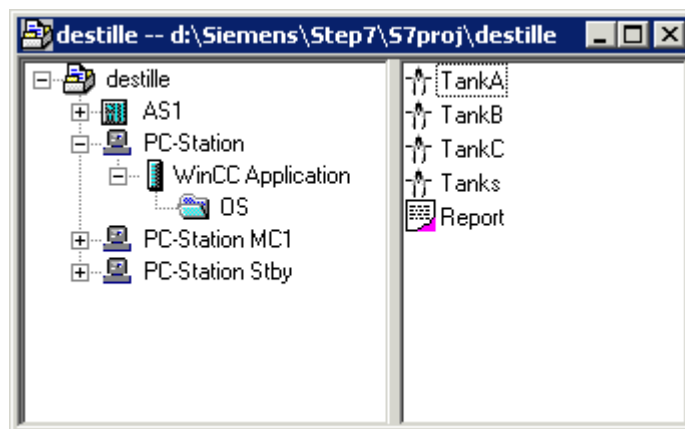 destille -- d:\Siemens\Step7\S7proj\destille
destille
AS1
PC-Station
WinCC Application
OS
PC-Station MC1
PC-Station Stby
TankA
TankB
TankC
Tanks
Report